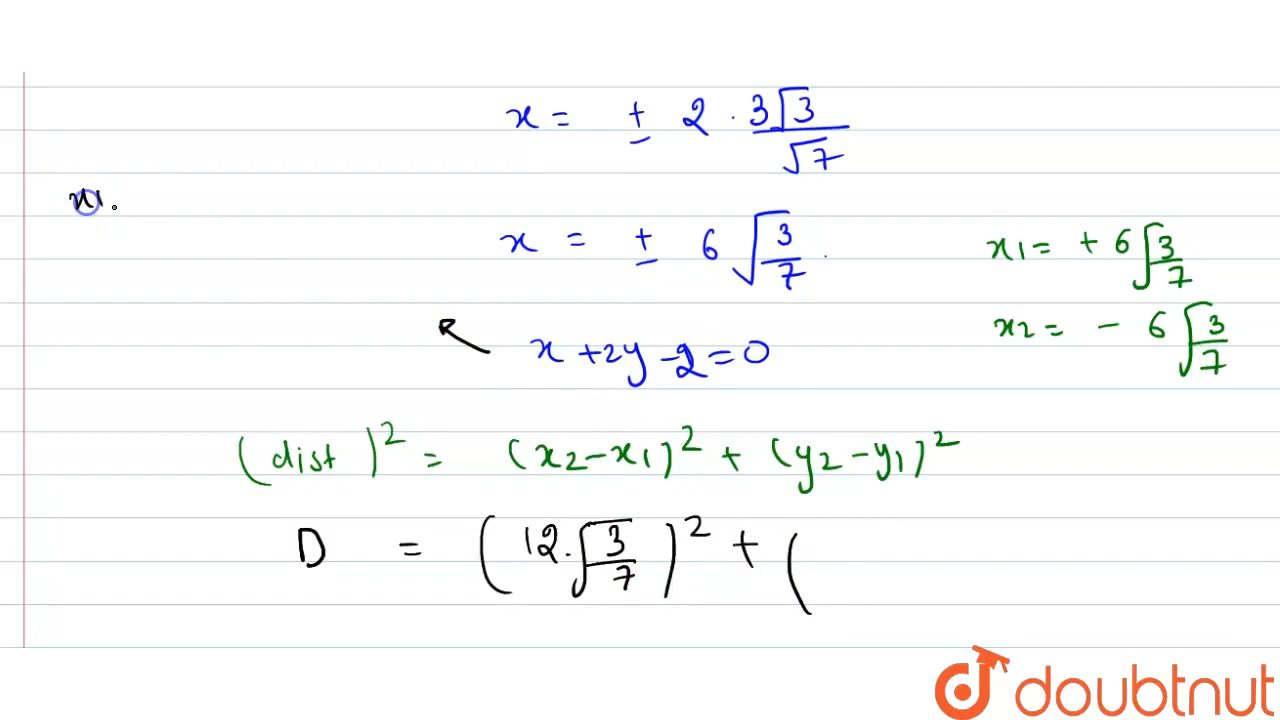 x = ± 2 . 3√3/√7
x1.
x = ± 6 √3/7 .
x1 = + 6 √3/7
x2 = - 6 √3/7
x + 2y - 2 = 0
(dist)² = (x2 - x1)² + (y2 - y1)²
D = (12.√3/7)² + (
doubtnut